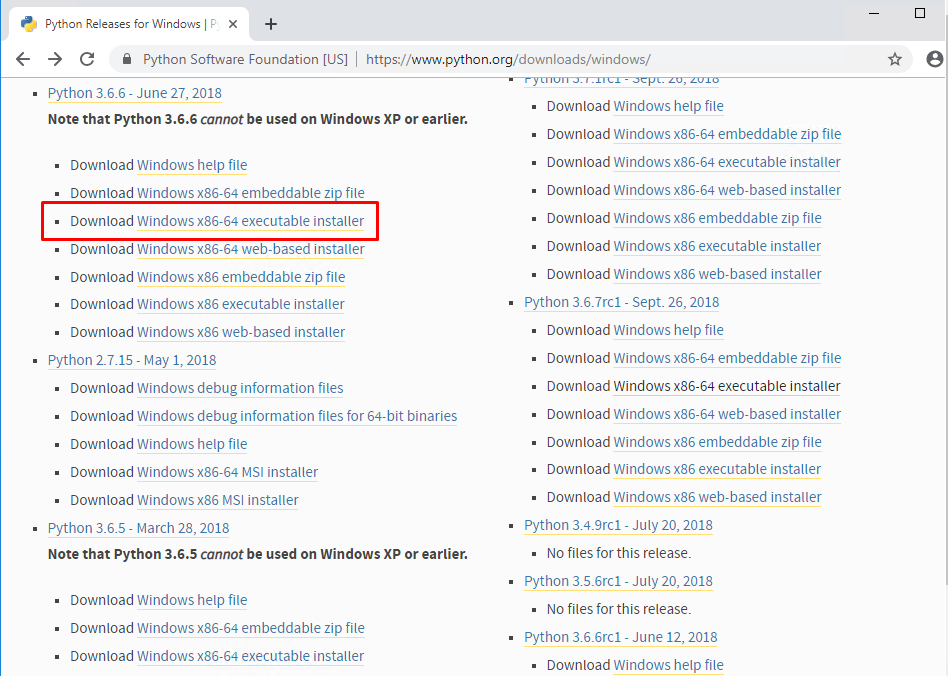 Python Releases for Windows | Py
Python Software Foundation [US] | https://www.python.org/downloads/windows/
Python 3.6.6 - June 27, 2018
Note that Python 3.6.6 cannot be used on Windows XP or earlier.
Download Windows help file
Download Windows x86-64 embeddable zip file
Download Windows x86-64 executable installer
Download Windows x86-64 web-based installer
Download Windows x86 embeddable zip file
Download Windows x86 executable installer
Download Windows x86 web-based installer
Python 2.7.15 - May 1, 2018
Download Windows debug information files
Download Windows debug information files for 64-bit binaries
Download Windows help file
Download Windows x86-64 MSI installer
Download Windows x86 MSI installer
Python 3.6.5 - March 28, 2018
Note that Python 3.6.5 cannot be used on Windows XP or earlier.
Download Windows help file
Download Windows x86-64 embeddable zip file
Download Windows x86-64 executable installer
Python 3.7.1rc1 - Sept. 26, 2018
Download Windows help file
Download Windows x86-64 embeddable zip file
Download Windows x86-64 executable installer
Download Windows x86-64 web-based installer
Download Windows x86 embeddable zip file
Download Windows x86 executable installer
Download Windows x86 web-based installer
Python 3.6.7rc1 - Sept. 26, 2018
Download Windows help file
Download Windows x86-64 embeddable zip file
Download Windows x86-64 executable installer
Download Windows x86-64 web-based installer
Download Windows x86 embeddable zip file
Download Windows x86 executable installer
Download Windows x86 web-based installer
Python 3.4.9rc1 - July 20, 2018
No files for this release.
Python 3.5.6rc1 - July 20, 2018
No files for this release.
Python 3.6.6rc1 - June 12, 2018
Download Windows help file